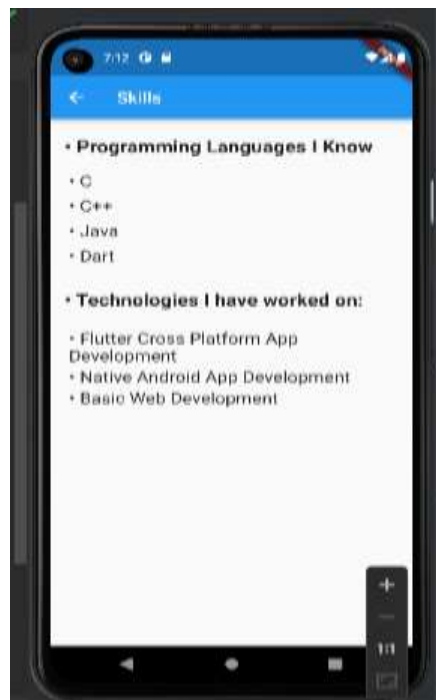 7:12
Skills
• Programming Languages I Know
• C
• C++
• Java
• Dart
• Technologies I have worked on:
• Flutter Cross Platform App
Development
• Native Android App Development
• Basic Web Development
1:1